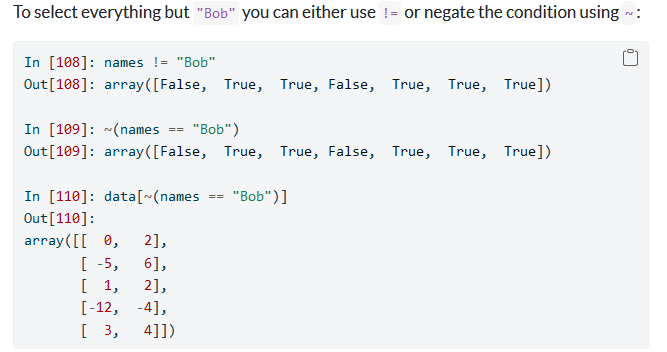 To select everything but "Bob" you can either use != or negate the condition using ~:
In [108]: names != "Bob"
Out[108]: array([False,  True,  True, False,  True,  True,  True])
In [109]: ~(names == "Bob")
Out[109]: array([False,  True,  True, False,  True,  True,  True])
In [110]: data[~(names == "Bob")]
Out[110]:
array([[  0,   2],
       [ -5,   6],
       [  1,   2],
       [-12,  -4],
       [  3,   4]])